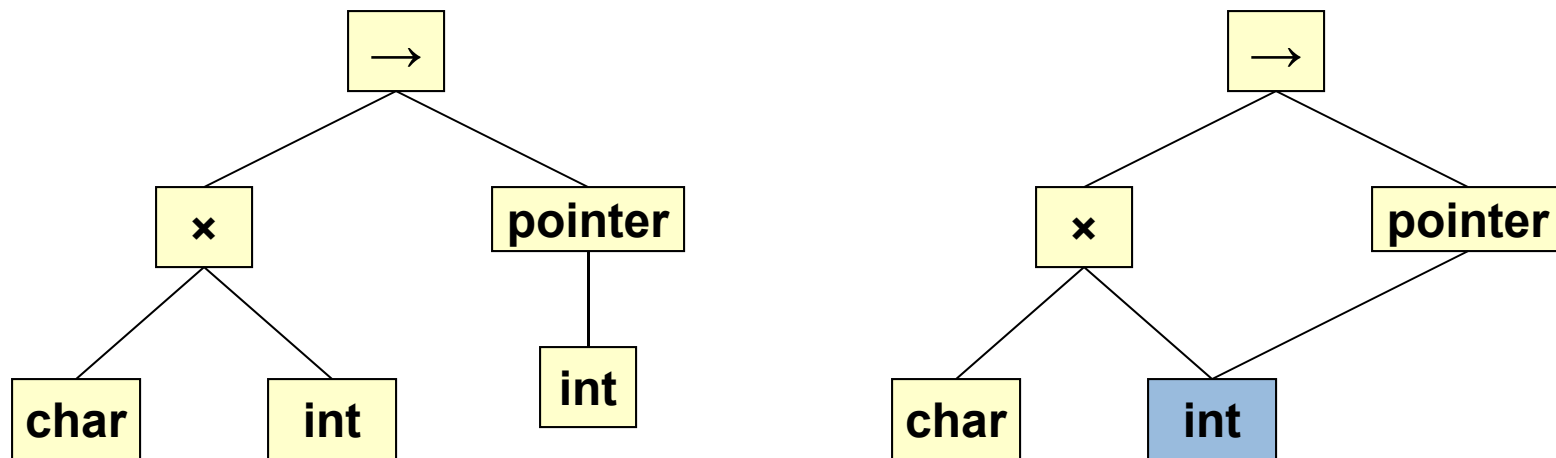 →
×
pointer
char
int
int
→
×
pointer
char
int